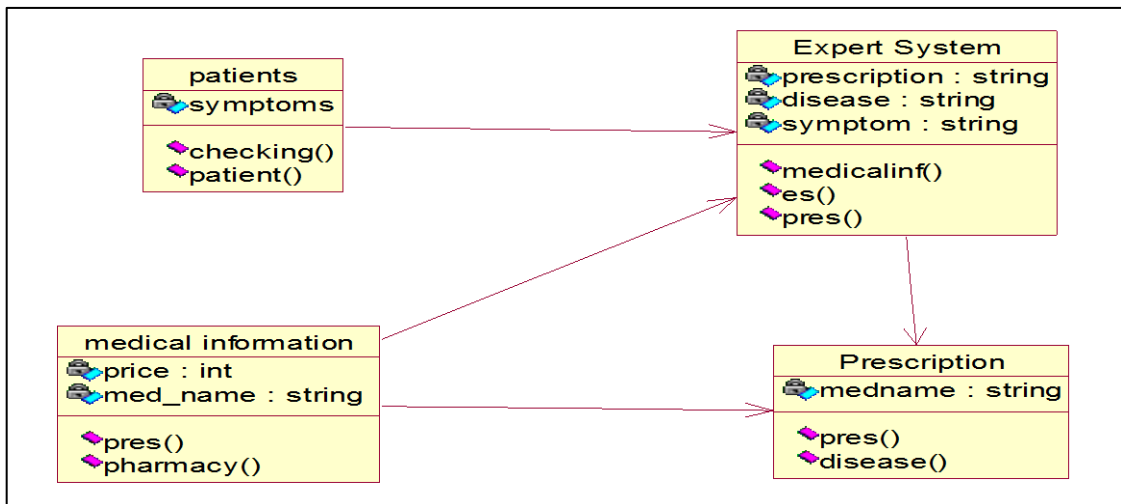 patients
symptoms
checking()
patient()
Expert System
prescription : string
disease : string
symptom : string
medicalinf()
es()
pres()
medical information
price : int
med_name : string
pres()
pharmacy()
Prescription
medname : string
pres()
disease()